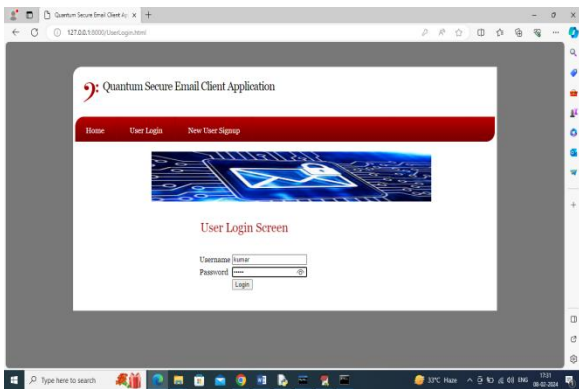 Quantum Secure Email Client Ap
127.0.0.1:8000/UserLogin.html
Quantum Secure Email Client Application
Home User Login New User Signup
User Login Screen
Username kumar
Password •••••
Login
Type here to search
33°C Haze ENG 17:31
08-02-2024